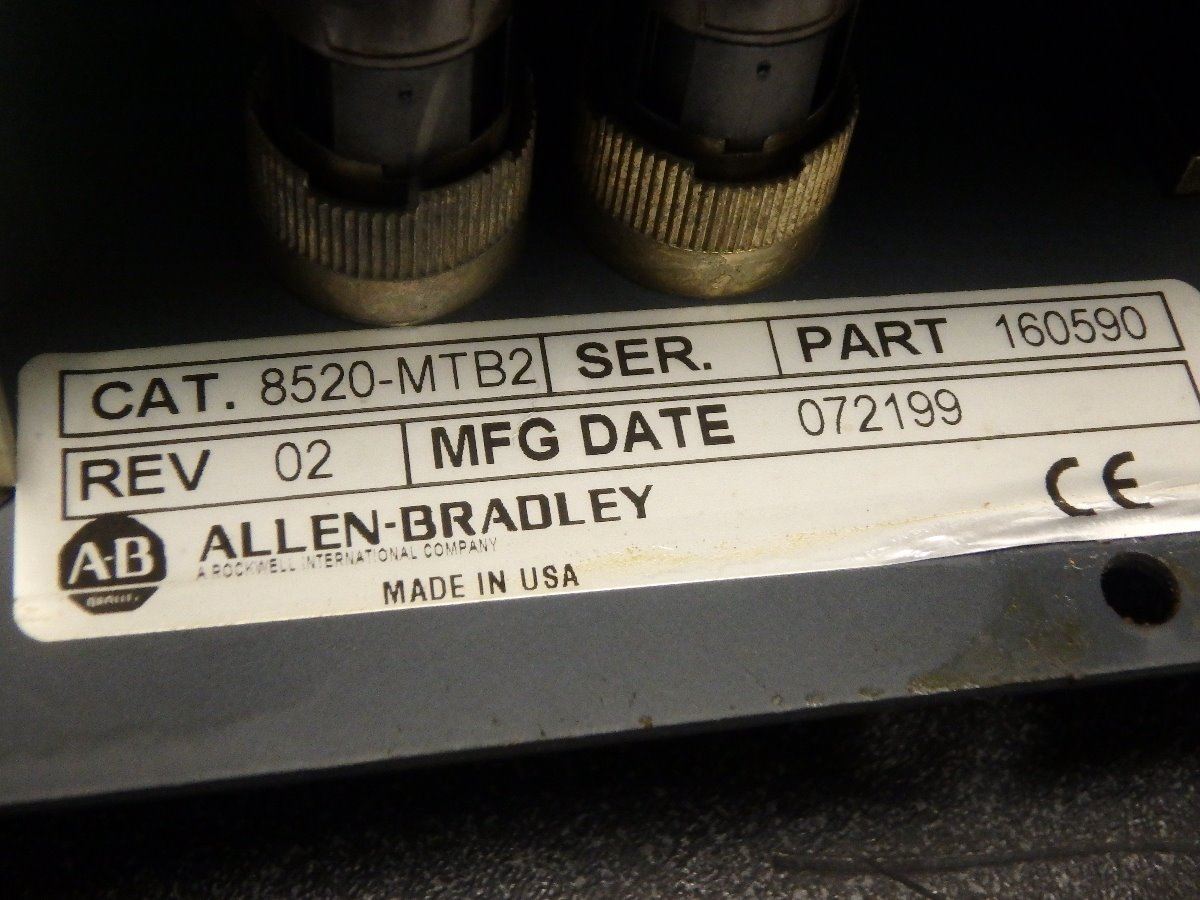 CAT. 8520-MTB2 SER. PART 160590
REV 02 MFG DATE 072199
A-B
ALLEN-BRADLEY
A ROCKWELL INTERNATIONAL COMPANY
MADE IN USA
CE